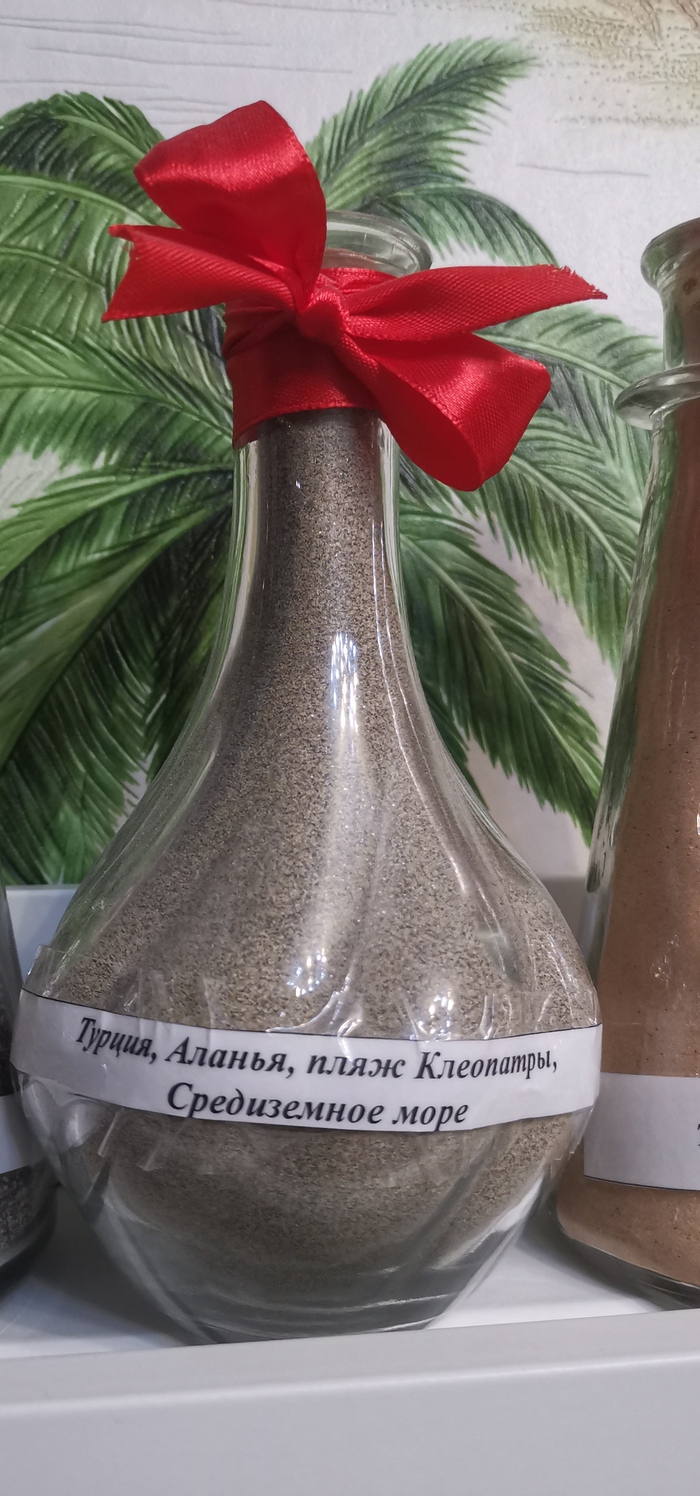 Турция, Аланья, пляж Клеопатры,
Средиземное море